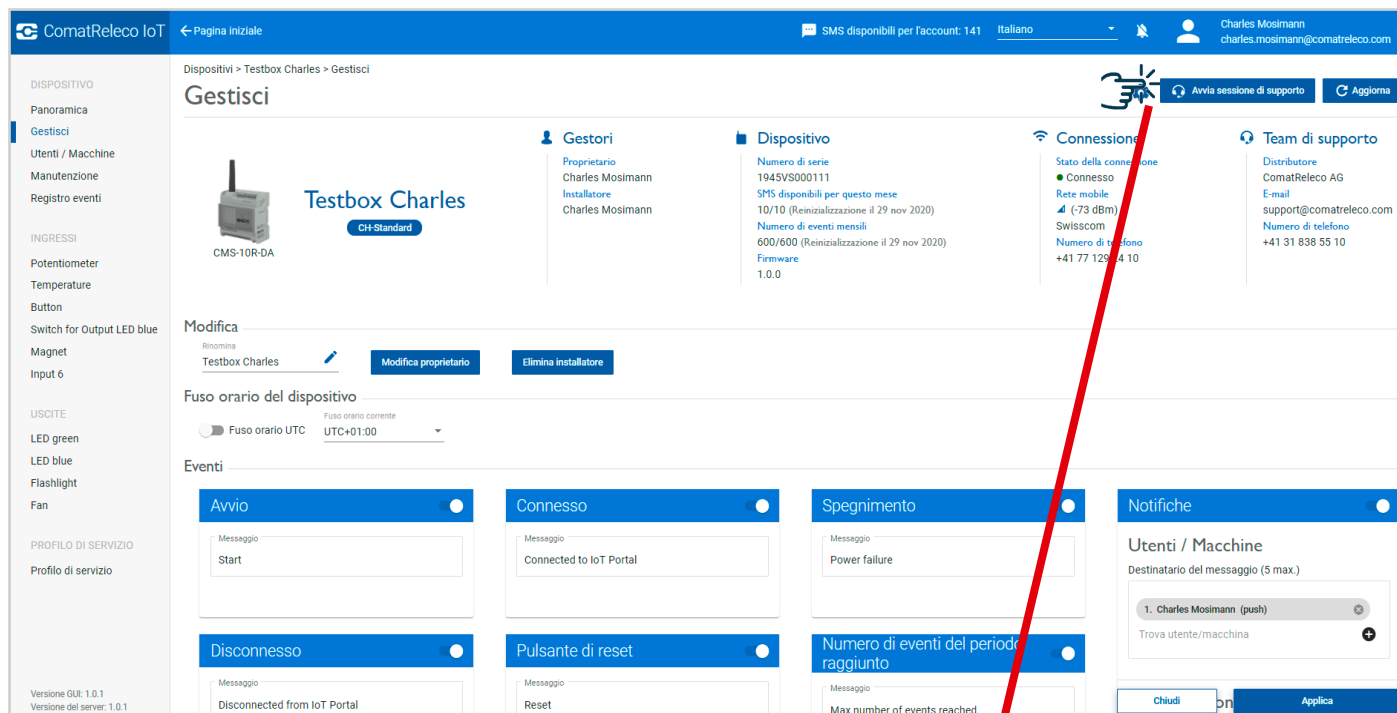 ComatReleco IoT
Pagina iniziale
SMS disponibili per l'account: 141
Italiano
Charles Mosimann
charles.mosimann@comatreleco.com
DISPOSITIVO
Panoramica
Gestisci
Utenti / Macchine
Manutenzione
Registro eventi
INGRESSI
Potentiometer
Temperature
Button
Switch for Output LED blue
Magnet
Input 6
USCITE
LED green
LED blue
Flashlight
Fan
PROFILO DI SERVIZIO
Profilo di servizio
Versione GUI: 1.0.1
Versione del server: 1.0.1
Dispositivi > Testbox Charles > Gestisci
Gestisci
Avvia sessione di supporto
Aggiorna
CMS-10R-DA
Testbox Charles
CH-Standard
Gestori
Proprietario
Charles Mosimann
Installatore
Charles Mosimann
Dispositivo
Numero di serie
1945VS000111
SMS disponibili per questo mese
10/10 (Reinizializzazione il 29 nov 2020)
Numero di eventi mensili
600/600 (Reinizializzazione il 29 nov 2020)
Firmware
1.0.0
Connessione
Stato della connessione
Connesso
Rete mobile
(-73 dBm)
Swisscom
Numero di telefono
+41 77 129 10
Team di supporto
Distributore
ComatReleco AG
E-mail
support@comatreleco.com
Numero di telefono
+41 31 838 55 10
Modifica
Rinomina
Testbox Charles
Modifica proprietario
Elimina installatore
Fuso orario del dispositivo
Fuso orario UTC
Fuso orario corrente
UTC+01:00
Eventi
Avvio
Messaggio
Start
Connesso
Messaggio
Connected to IoT Portal
Spegnimento
Messaggio
Power failure
Notifiche
Utenti / Macchine
Destinatario del messaggio (5 max.)
1. Charles Mosimann (push)
Trova utente/macchina
Disconnesso
Messaggio
Disconnected from IoT Portal
Pulsante di reset
Messaggio
Reset
Numero di eventi del periodo
raggiunto
Messaggio
Max number of events reached.
Chiudi
Applica